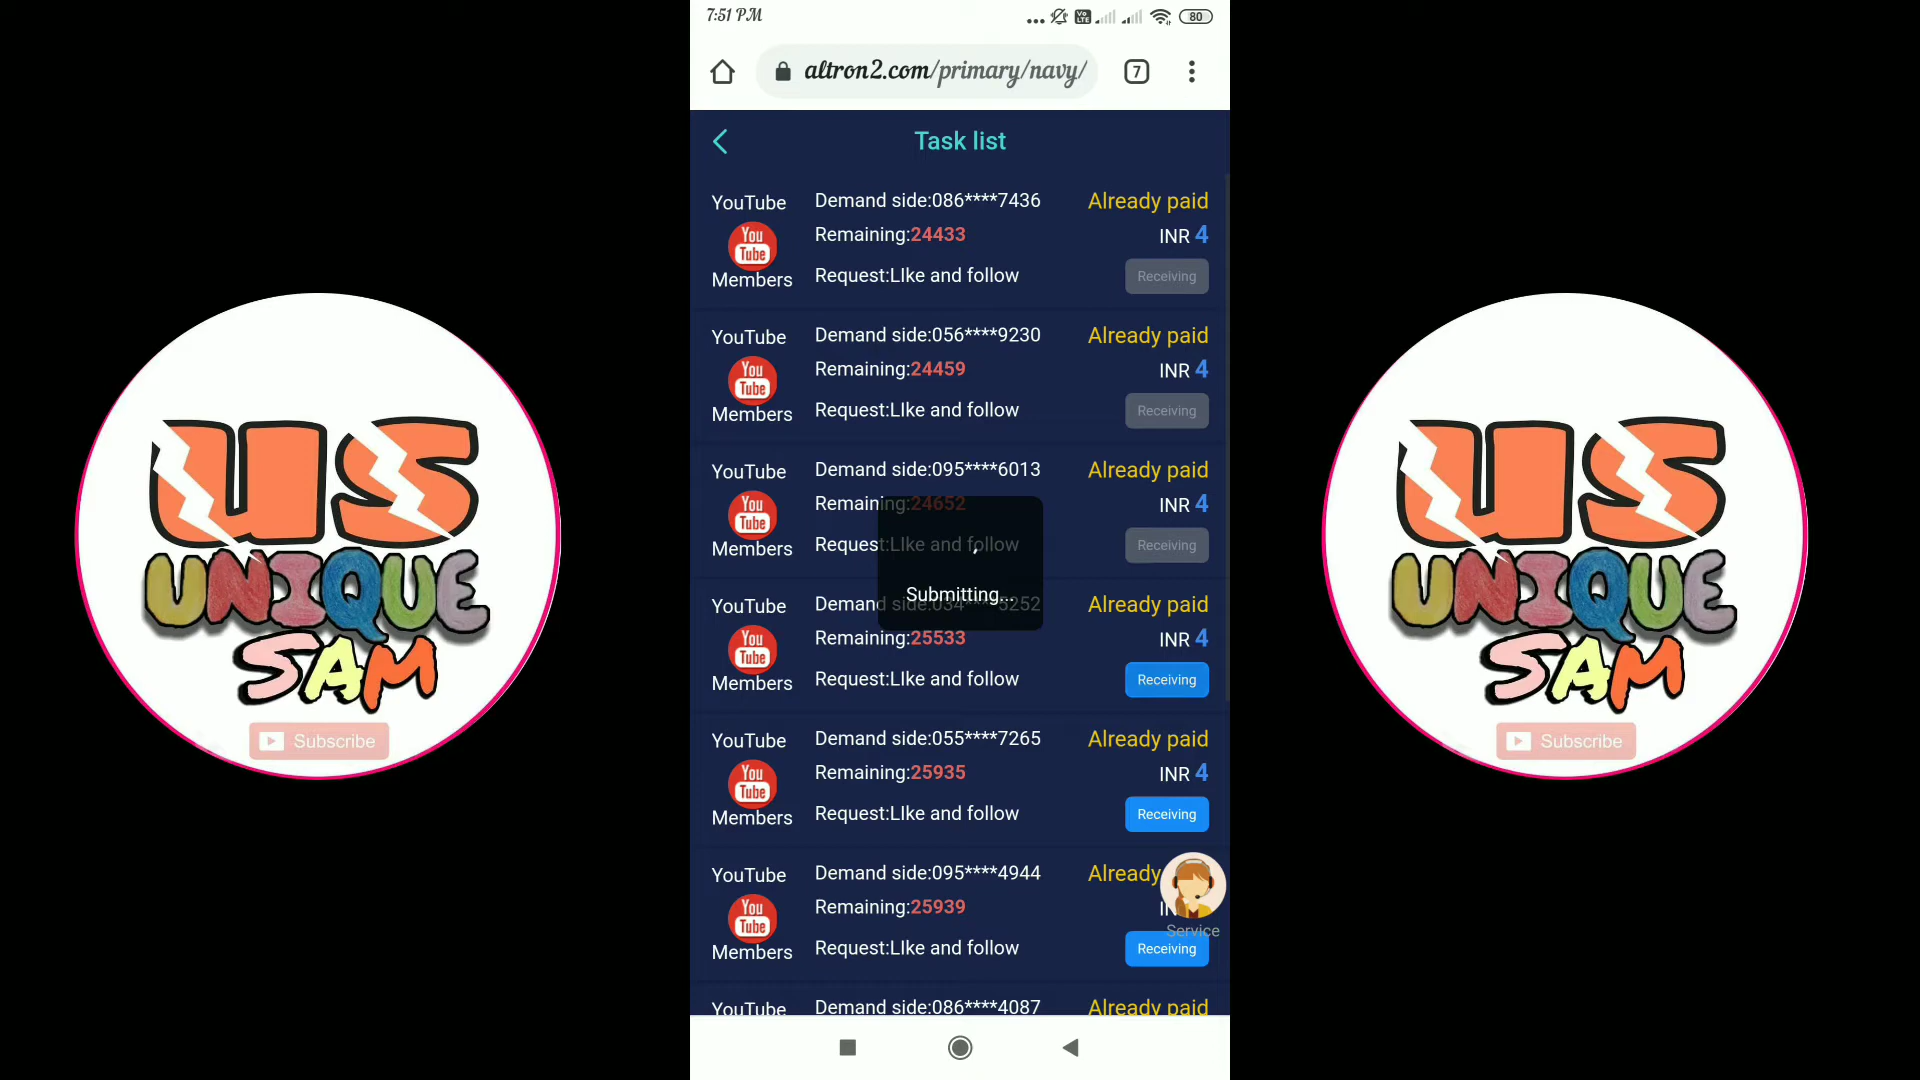 7:51 PM
Vo LTE
80
altron2.com/primary/navy/
7
Task list
YouTube
Demand side:086****7436
Already paid
You Tube
Remaining:24433
INR 4
Members
Request:LIke and follow
Receiving
YouTube
Demand side:056****9230
Already paid
You Tube
Remaining:24459
INR 4
Members
Request:LIke and follow
Receiving
YouTube
Demand side:095****6013
Already paid
You Tube
Remaining:24652
INR 4
Members
Request:LIke and follow
Receiving
Submitting...
YouTube
Demand side:034****5252
Already paid
You Tube
Remaining:25533
INR 4
Members
Request:LIke and follow
Receiving
YouTube
Demand side:055****7265
Already paid
You Tube
Remaining:25935
INR 4
Members
Request:LIke and follow
Receiving
YouTube
Demand side:095****4944
Already
You Tube
Remaining:25939
Service
Members
Request:LIke and follow
Receiving
YouTube
Demand side:086****4087
Already paid
US
UNIQUE
SAM
Subscribe
US
UNIQUE
SAM
Subscribe